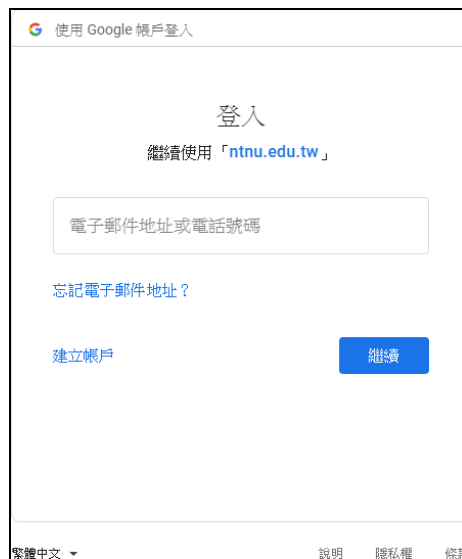 使用 Google 帳戶登入
登入
繼續使用「ntnu.edu.tw」
電子郵件地址或電話號碼
忘記電子郵件地址？
建立帳戶 繼續
繁體中文 說明 隱私權